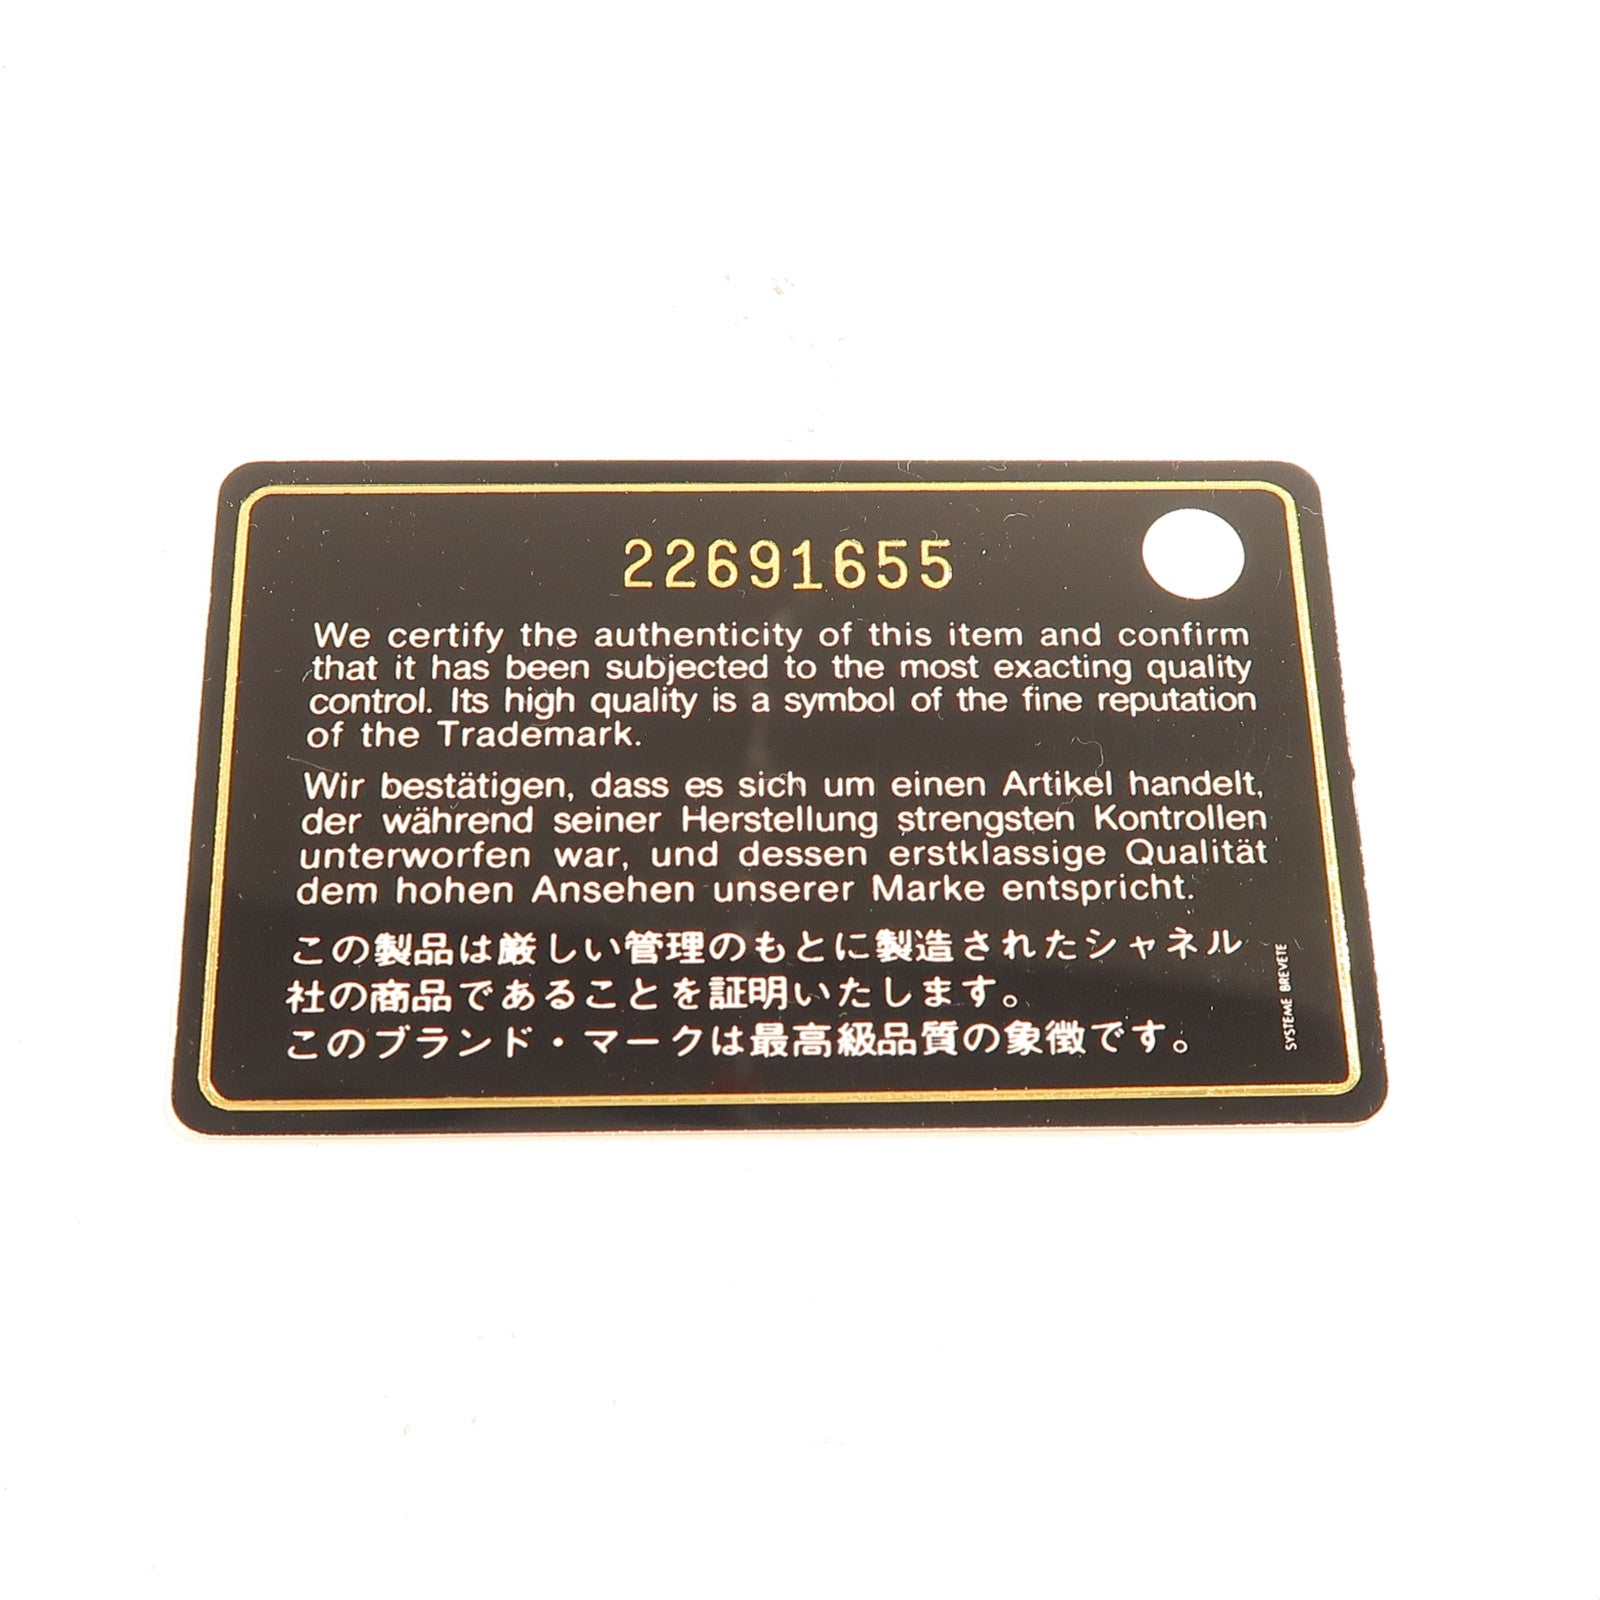 22691655
We certify the authenticity of this item and confirm
that it has been subjected to the most exacting quality
control. Its high quality is a symbol of the fine reputation
of the Trademark.
Wir bestätigen, dass es sich um einen Artikel handelt,
der während seiner Herstellung strengsten Kontrollen
unterworfen war, und dessen erstklassige Qualität
dem hohen Ansehen unserer Marke entspricht.
この製品は厳しい管理のもとに製造されたシャネル
社の商品であることを証明いたします。
このブランド・マークは最高級品質の象徴です。
SYSTEME BREVETE